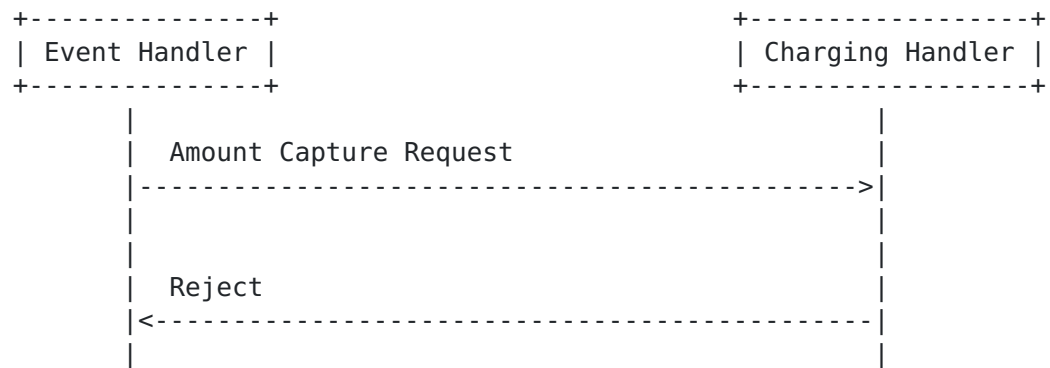 Event Handler
Charging Handler
Amount Capture Request
Reject